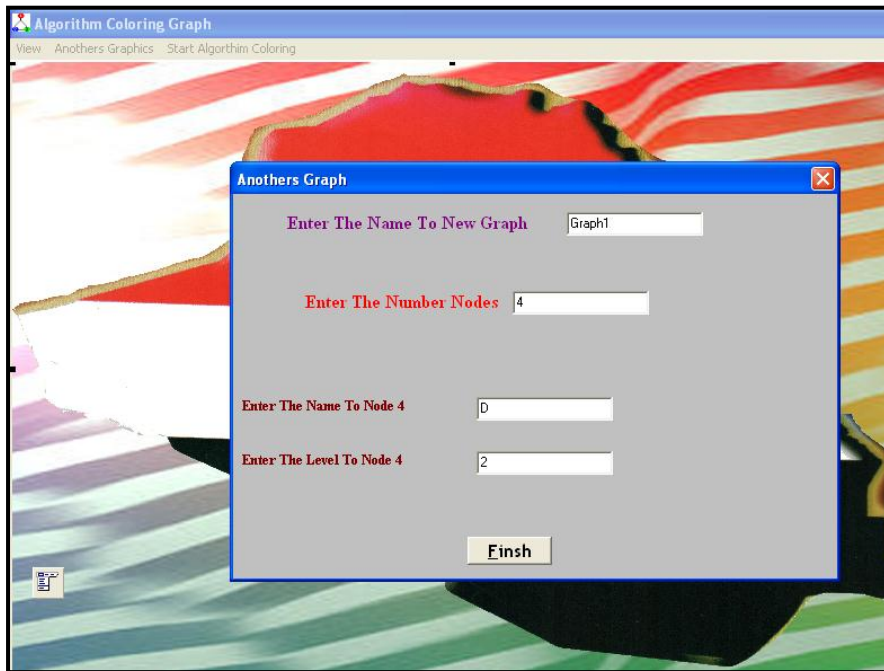 Algorithm Coloring Graph
View Anothers Graphics Start Algorthim Coloring
Anothers Graph
Enter The Name To New Graph Graph1
Enter The Number Nodes 4
Enter The Name To Node 4 D
Enter The Level To Node 4 2
Finsh